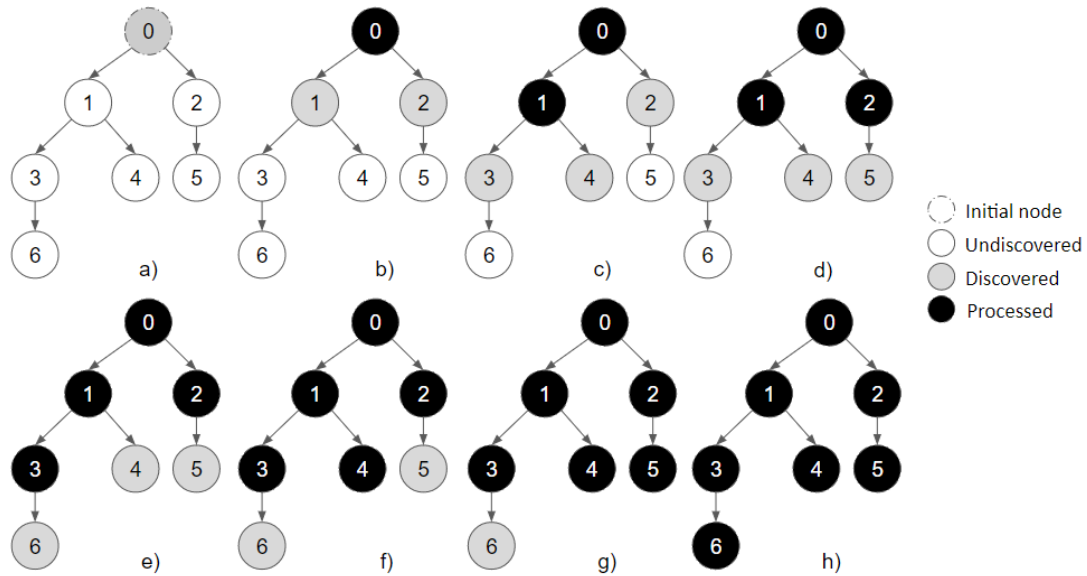 0 0 0 0
1 2 1 2 1 2 1 2
3 4 5 3 4 5 3 4 5 3 4 5
Initial node
6 6 6 6
Undiscovered
a) b) c) d)
Discovered
Processed
0 0 0 0
1 2 1 2 1 2 1 2
3 4 5 3 4 5 3 4 5 3 4 5
6 6 6 6
e) f) g) h)